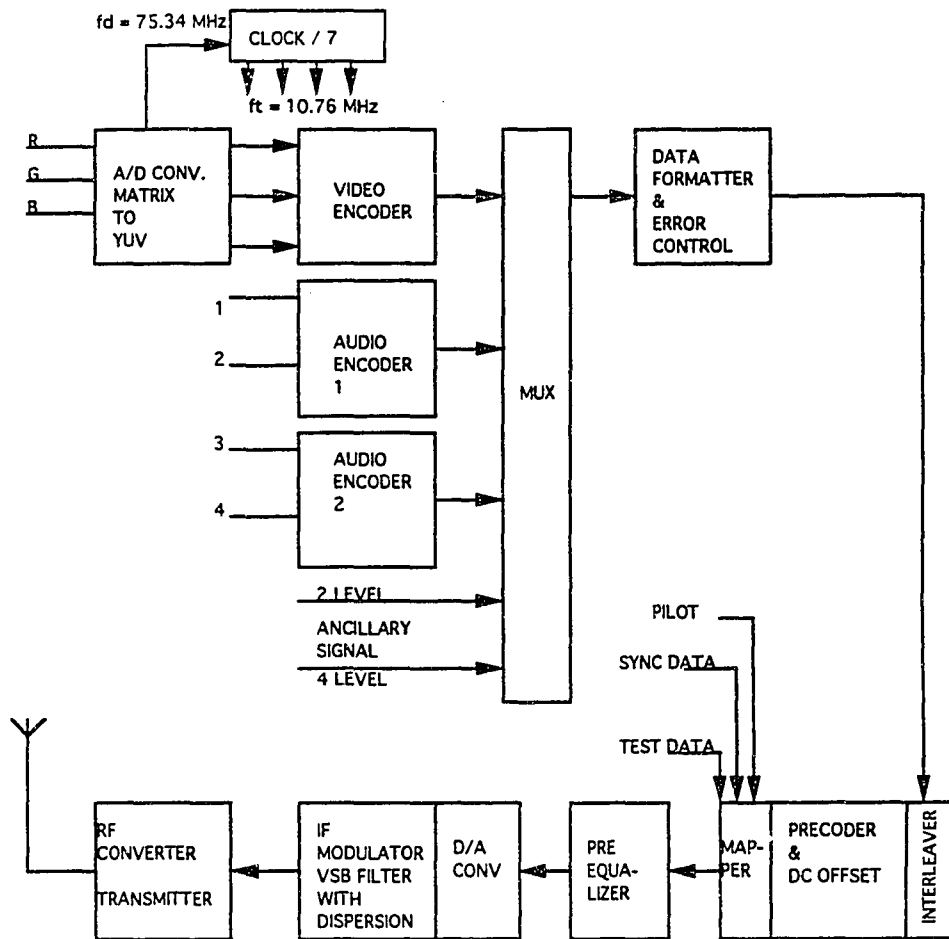 fd = 75.34 MHz
CLOCK / 7
ft = 10.76 MHz
R
G
B
A/D CONV.
MATRIX
TO
YUV
VIDEO
ENCODER
DATA
FORMATTER
&
ERROR
CONTROL
1
2
AUDIO
ENCODER
1
MUX
3
4
AUDIO
ENCODER
2
2 LEVEL
ANCILLARY
SIGNAL
4 LEVEL
PILOT
SYNC DATA
TEST DATA
RF
CONVERTER
TRANSMITTER
IF
MODULATOR
VSB FILTER
WITH
DISPERSION
D/A
CONV
PRE
EQUA-
LIZER
MAP-
PER
PRECODER
&
DC OFFSET
INTERLEAVER